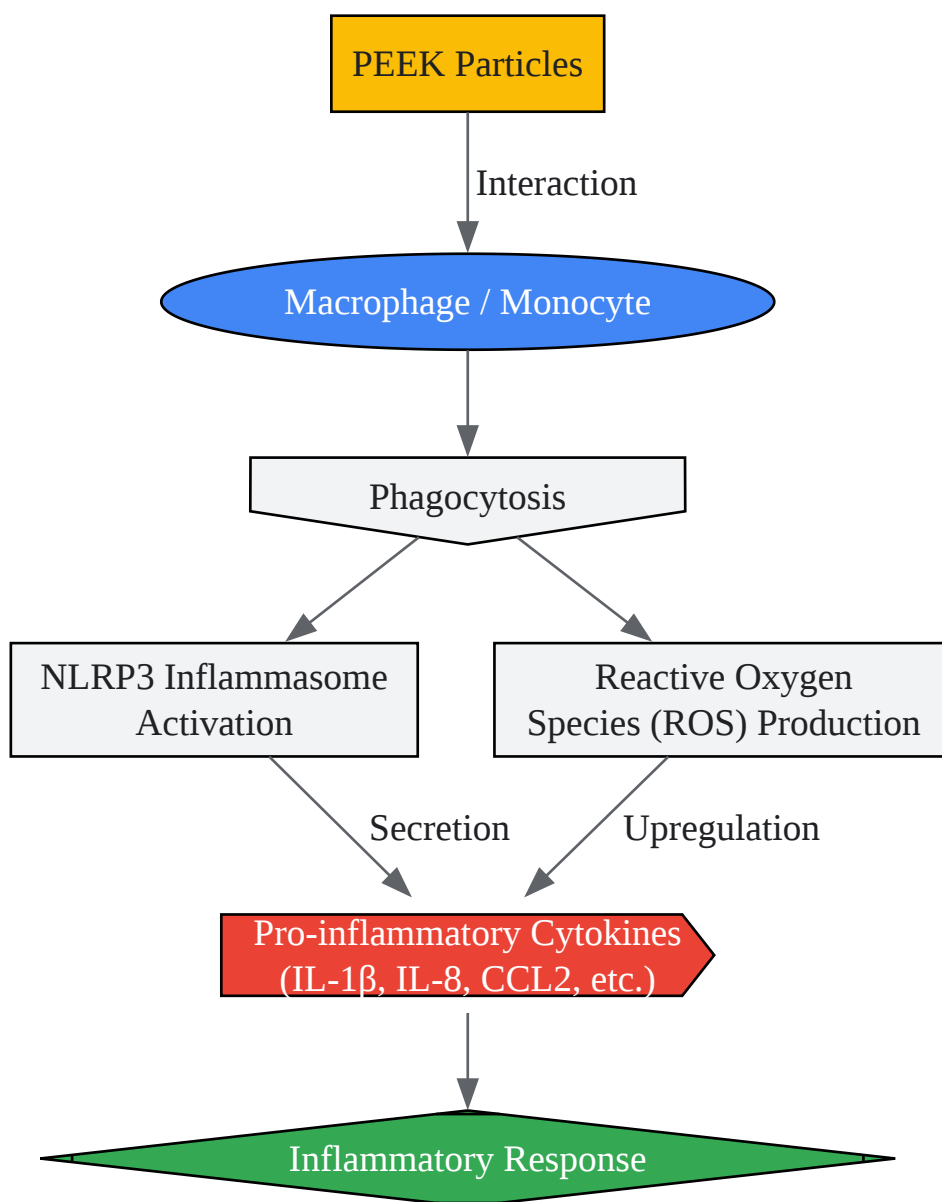 PEEK Particles
Interaction
Macrophage / Monocyte
Phagocytosis
NLRP3 Inflammasome
Activation
Reactive Oxygen
Species (ROS) Production
Secretion
Upregulation
Pro-inflammatory Cytokines
(IL-1β, IL-8, CCL2, etc.)
Inflammatory Response